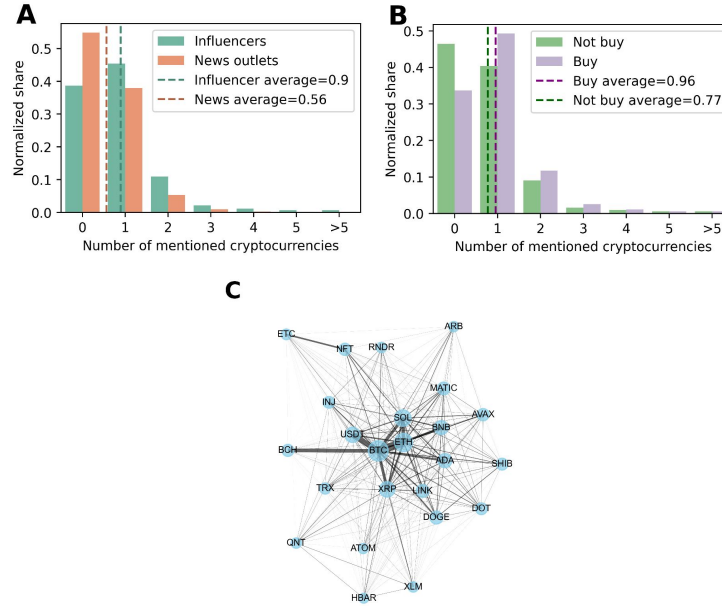 A
Normalized share
0.5
0.4
0.3
0.2
0.1
0.0
0 1 2 3 4 5 >5
Number of mentioned cryptocurrencies
Influencers
News outlets
Influencer average=0.9
News average=0.56
B
Normalized share
0.5
0.4
0.3
0.2
0.1
0.0
0 1 2 3 4 5 >5
Number of mentioned cryptocurrencies
Not buy
Buy
Buy average=0.96
Not buy average=0.77
C
ETC
ARB
NFT
RNDR
MATIC
INJ
SOL
AVAX
BNB
USDT
ETH
BCH
BTC
ADA
SHIB
TRX
XRP
LINK
DOT
DOGE
QNT
ATOM
XLM
HBAR